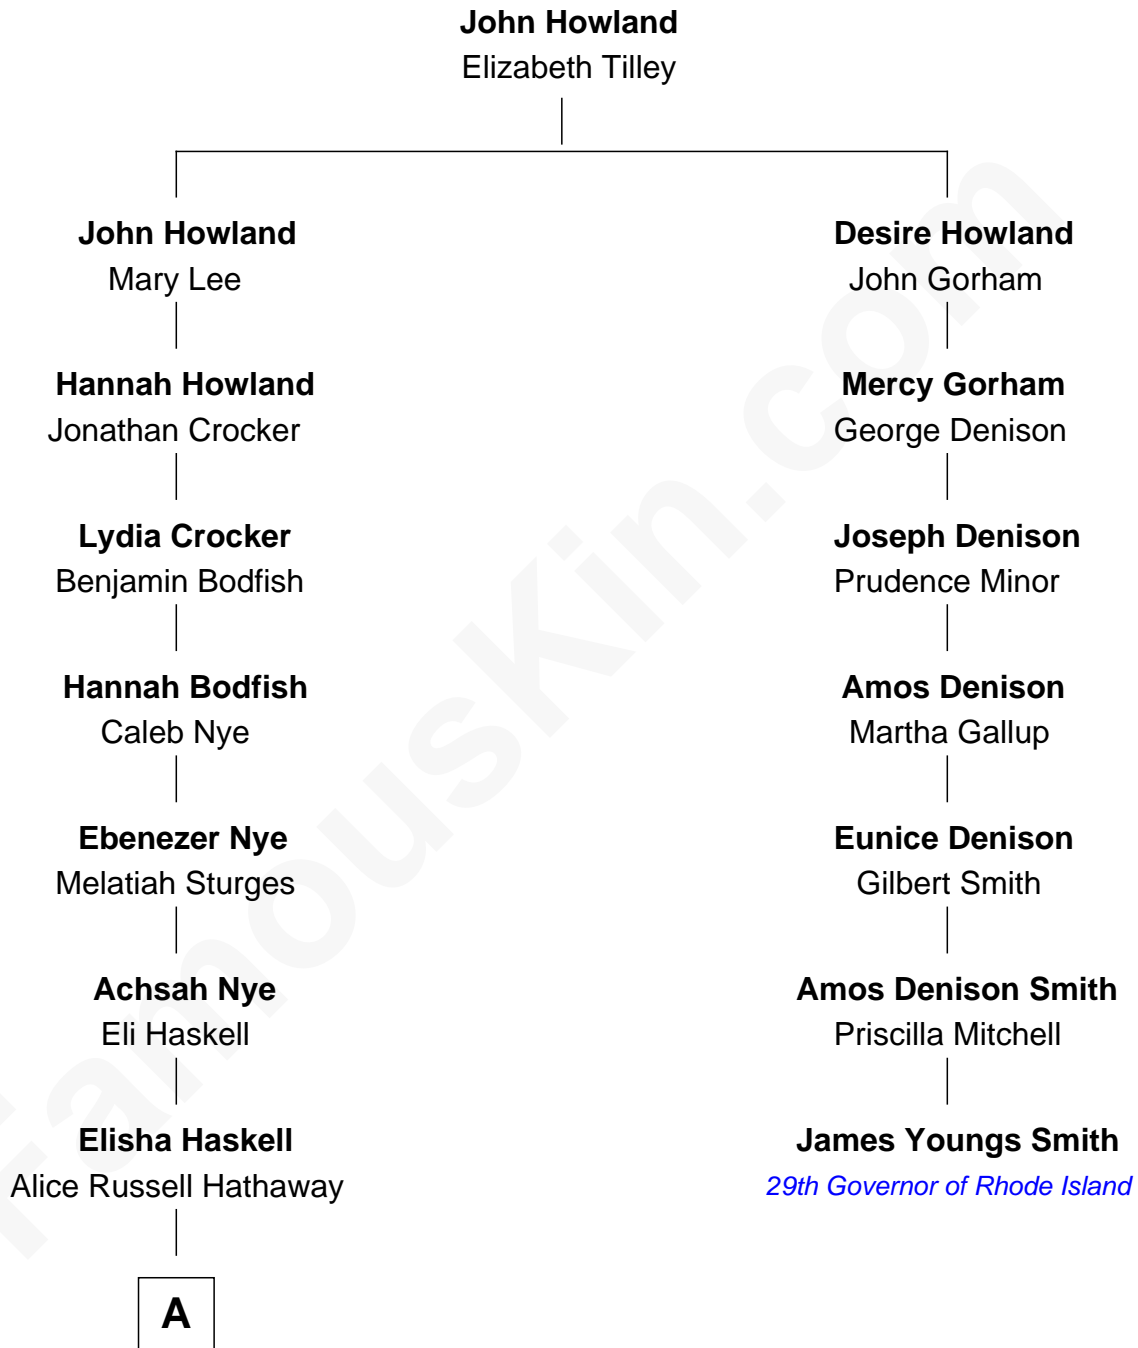 John Howland
Elizabeth Tilley
John Howland
Mary Lee
Desire Howland
John Gorham
Hannah Howland
Jonathan Crocker
Mercy Gorham
George Denison
Lydia Crocker
Benjamin Bodfish
Joseph Denison
Prudence Minor
Hannah Bodfish
Caleb Nye
Amos Denison
Martha Gallup
Ebenezer Nye
Melatiah Sturges
Eunice Denison
Gilbert Smith
Achsah Nye
Eli Haskell
Amos Denison Smith
Priscilla Mitchell
Elisha Haskell
Alice Russell Hathaway
James Youngs Smith
29th Governor of Rhode Island
A
FamousKin.com